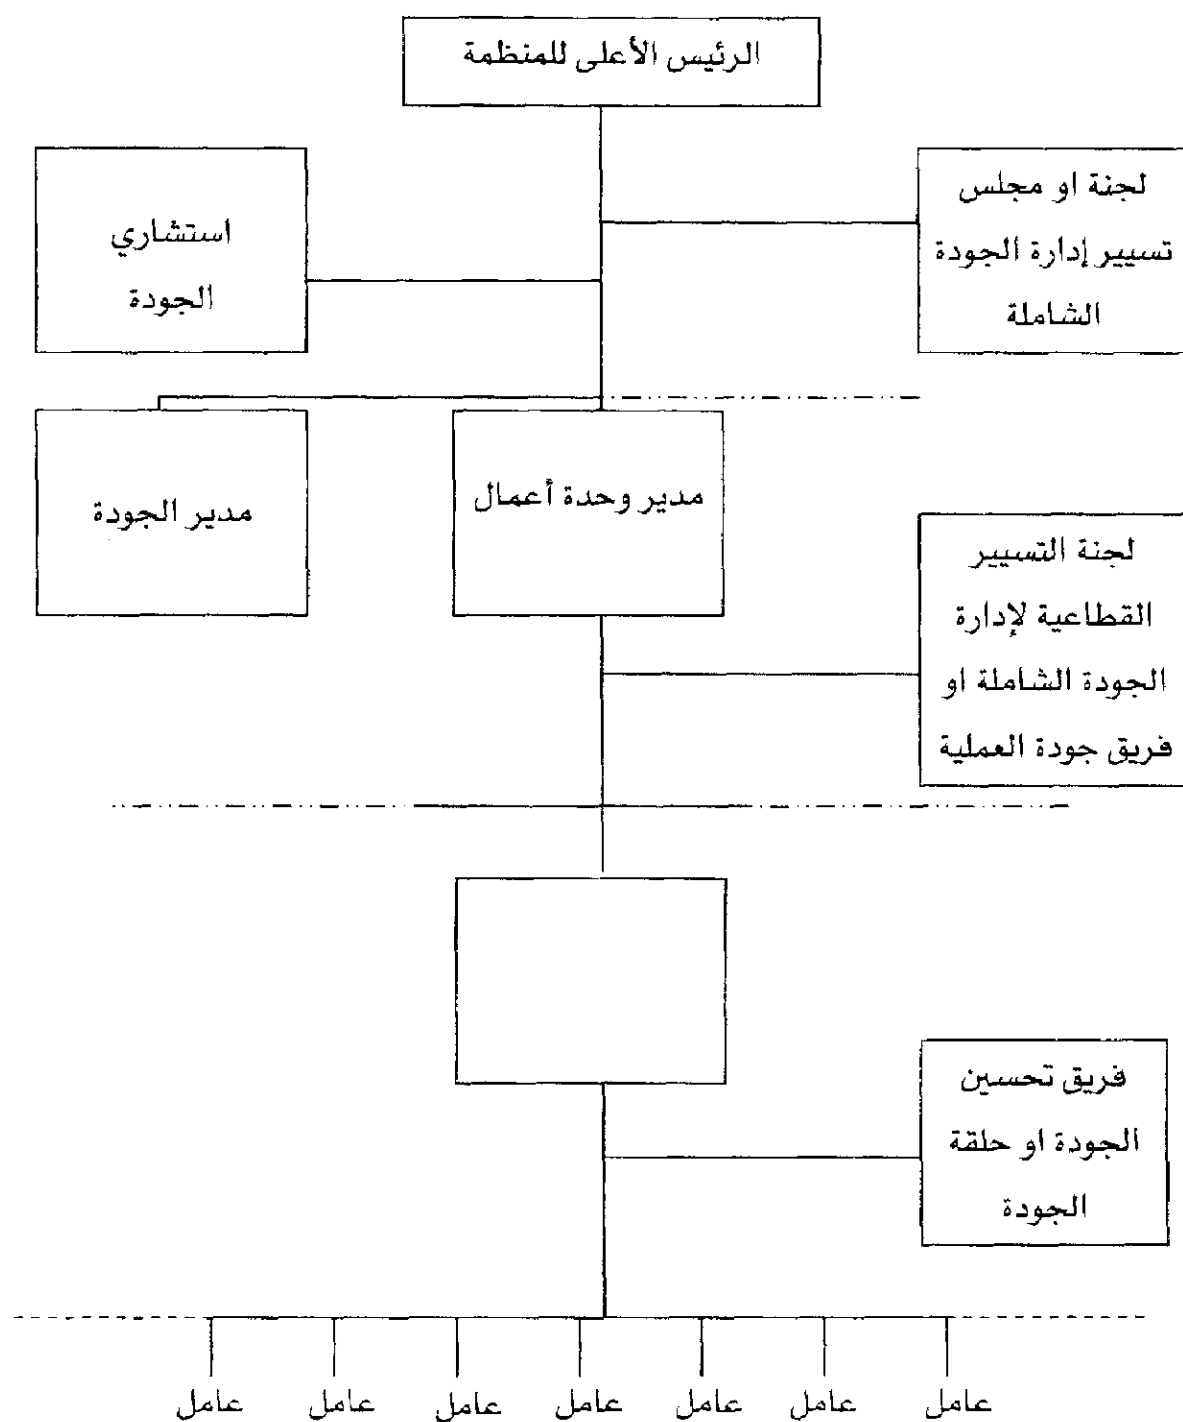 الرئيس الأعلى للمنظمة
لجنة او مجلس
تسيير إدارة الجودة
الشاملة
استشاري
الجودة
مدير وحدة أعمال
مدير الجودة
لجنة التسيير
القطاعية لإدارة
الجودة الشاملة او
فريق جودة العملية
فريق تحسين
الجودة او حلقة
الجودة
عامل عامل عامل عامل عامل عامل عامل